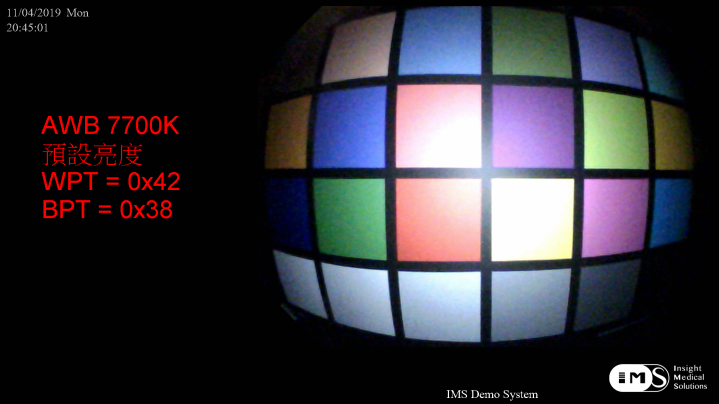 11/04/2019 Mon
20:45:01
AWB 7700K
預設亮度
WPT = 0x42
BPT = 0x38
IMS
Insight
Medical
Solutions
IMS Demo System